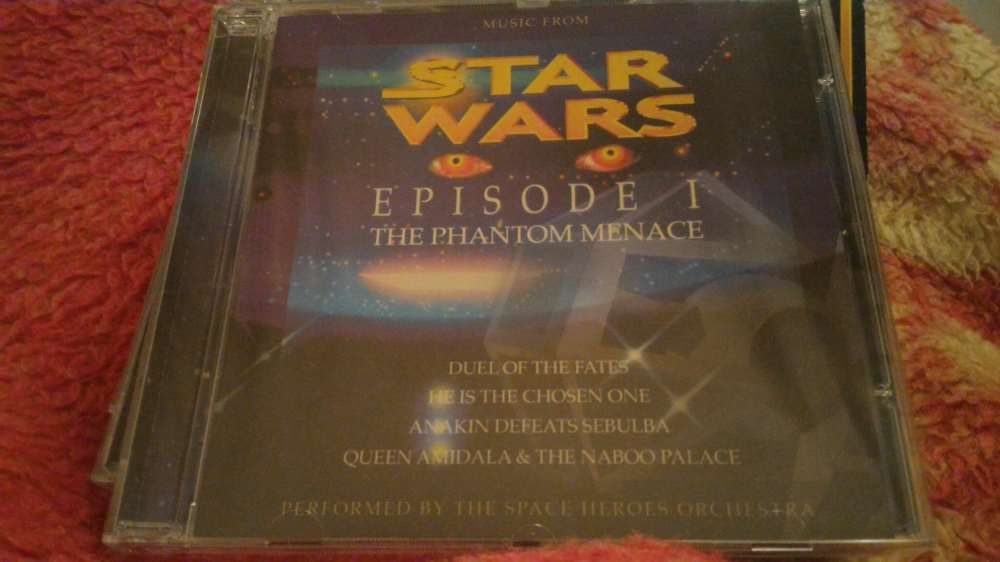 MUSIC FROM
STAR
WARS
EPISODE I
THE PHANTOM MENACE
DUEL OF THE FATES
HE IS THE CHOSEN ONE
ANAKIN DEFEATS SEBULBA
QUEEN AMIDALA & THE NABOO PALACE
PERFORMED BY THE SPACE HEROES ORCHESTRA